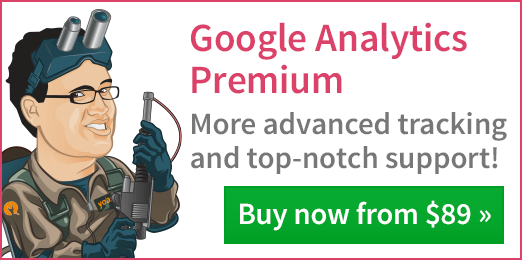 Google Analytics
Premium
More advanced tracking
and top-notch support!
Buy now from $89 »